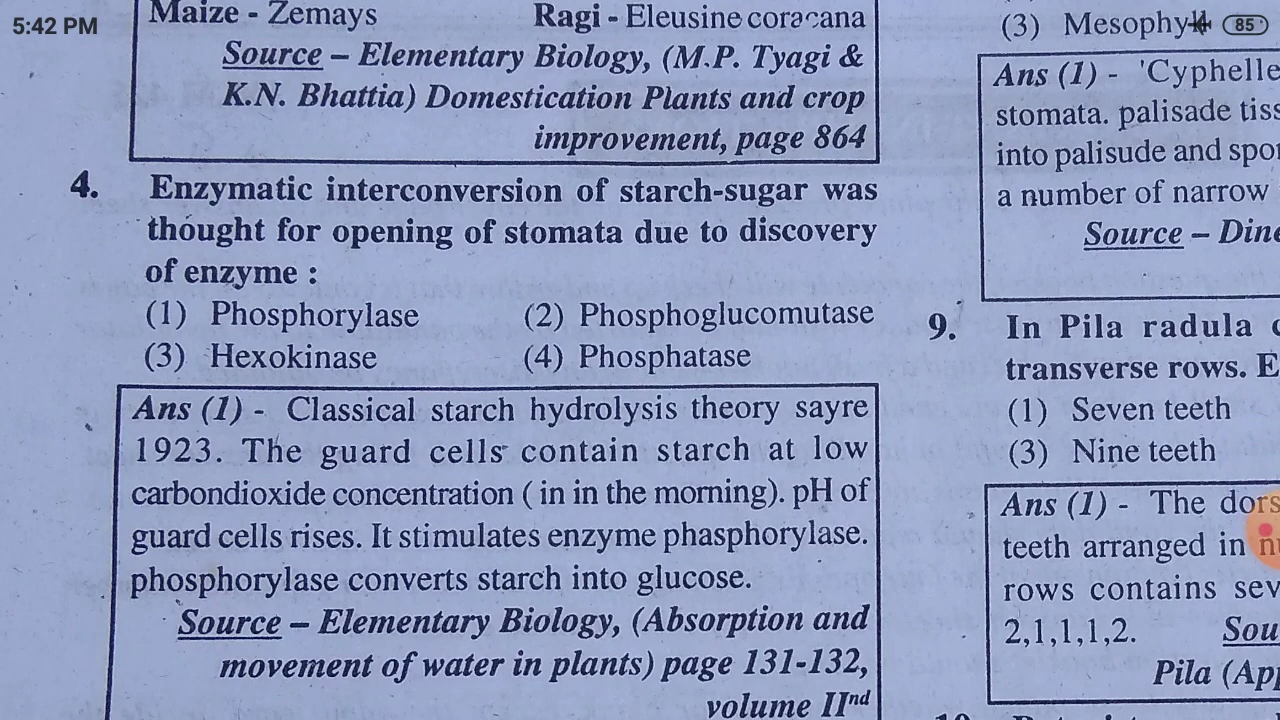 5:42 PM
85
Maize - Zemays Ragi - Eleusine coracana
Source – Elementary Biology, (M.P. Tyagi &
K.N. Bhattia) Domestication Plants and crop
improvement, page 864
4. Enzymatic interconversion of starch-sugar was
thought for opening of stomata due to discovery
of enzyme :
(1) Phosphorylase (2) Phosphoglucomutase
(3) Hexokinase (4) Phosphatase
Ans (1) - Classical starch hydrolysis theory sayre
1923. The guard cells contain starch at low
carbondioxide concentration ( in in the morning). pH of
guard cells rises. It stimulates enzyme phasphorylase.
phosphorylase converts starch into glucose.
Source – Elementary Biology, (Absorption and
movement of water in plants) page 131-132,
volume IInd
(3) Mesophyll
Ans (1) - 'Cyphelle
stomata. palisade tiss
into palisude and spo
a number of narrow
Source – Dine
9. In Pila radula
transverse rows. E
(1) Seven teeth
(3) Nine teeth
Ans (1) - The dors
teeth arranged in
rows contains sev
2,1,1,1,2. Sou
Pila (App